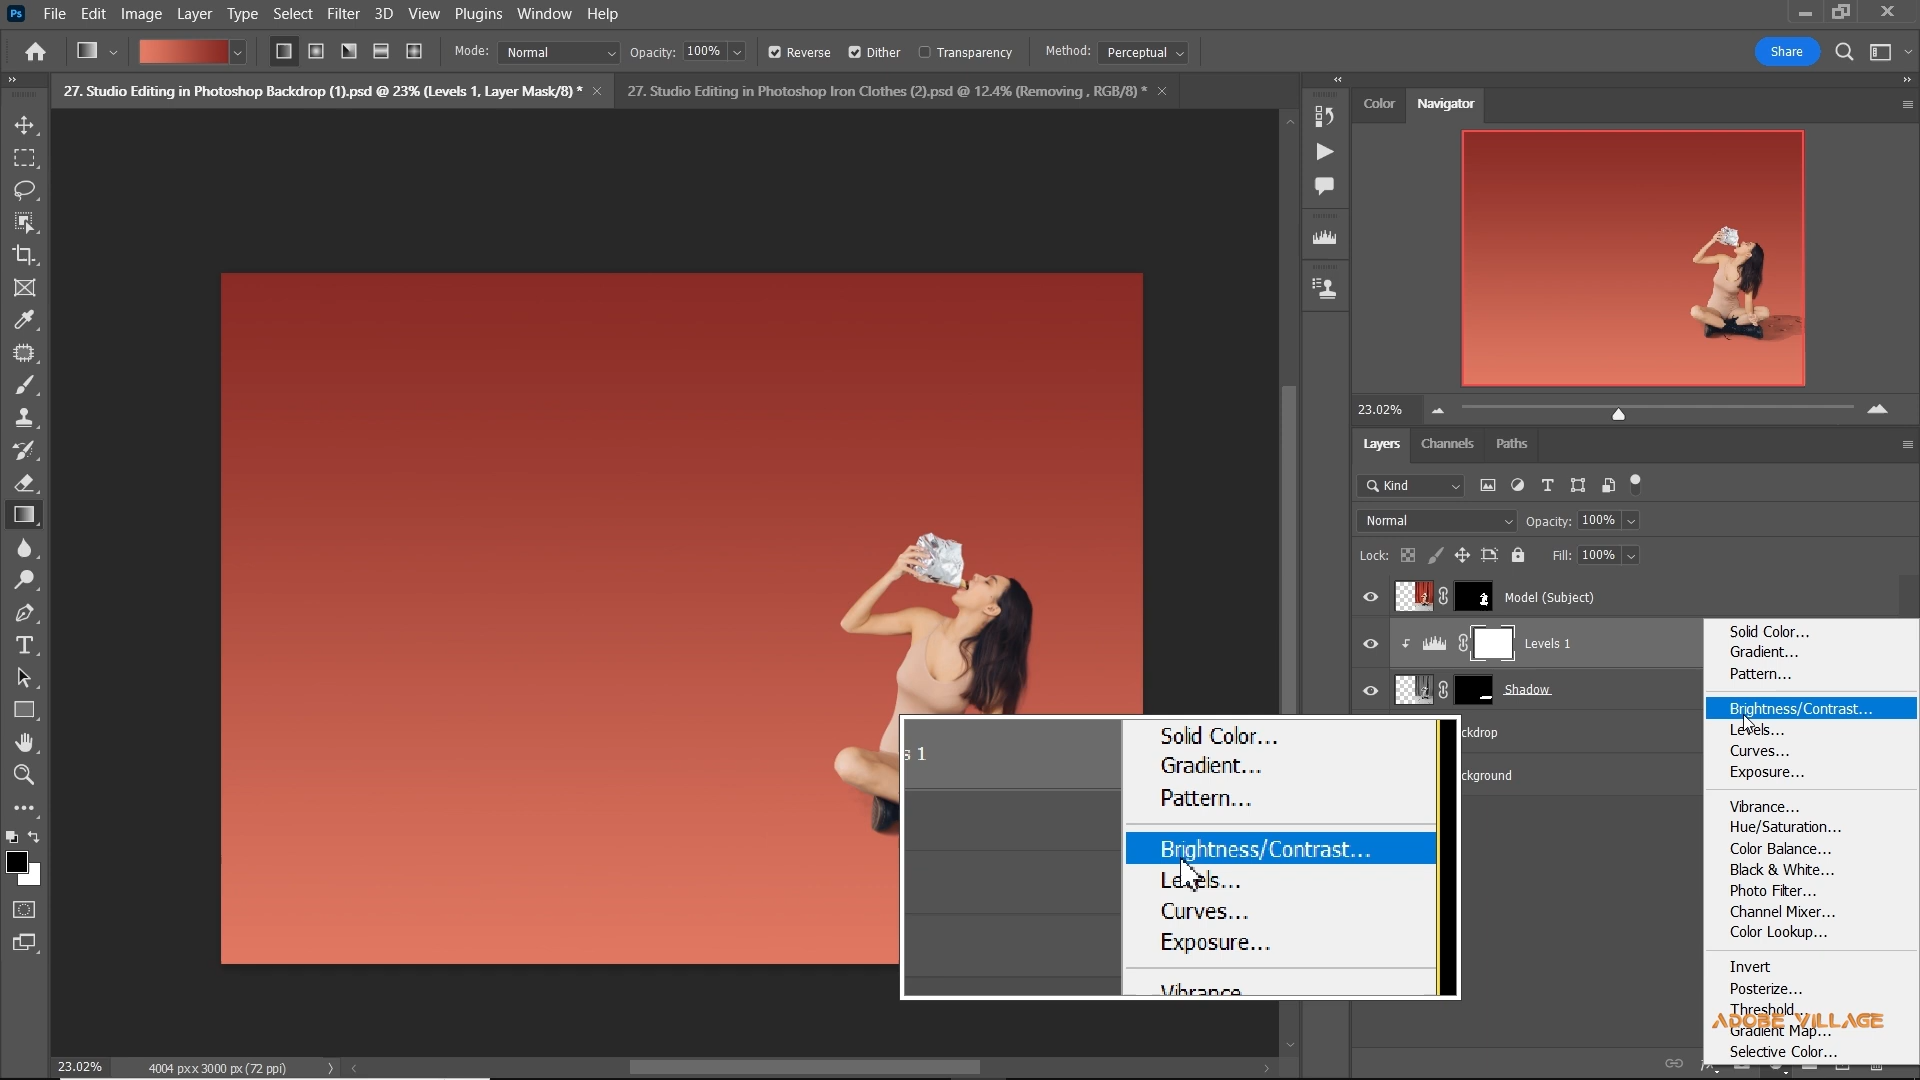 Ps File Edit Image Layer Type Select Filter 3D View Plugins Window Help
Mode: Normal Opacity: 100% Reverse Dither Transparency Method: Perceptual Share
27. Studio Editing in Photoshop Backdrop (1).psd @ 23% (Levels 1, Layer Mask/8) *
27. Studio Editing in Photoshop Iron Clothes (2).psd @ 12.4% (Removing , RGB/8) *
Color Navigator
23.02%
Layers Channels Paths
Kind
Normal Opacity: 100%
Lock: Fill: 100%
Model (Subject)
Levels 1
Shadow
ckdrop
ckground
Solid Color...
Gradient...
Pattern...
Brightness/Contrast...
Levels...
Curves...
Exposure...
Vibrance...
Hue/Saturation...
Color Balance...
Black & White...
Photo Filter...
Channel Mixer...
Color Lookup...
Invert
Posterize...
Threshold...
ADOBE VILLAGE
Gradient Map...
Selective Color...
s 1
Solid Color...
Gradient...
Pattern...
Brightness/Contrast...
Levels...
Curves...
Exposure...
Vibrance
23.02% 4004 px x 3000 px (72 ppi)